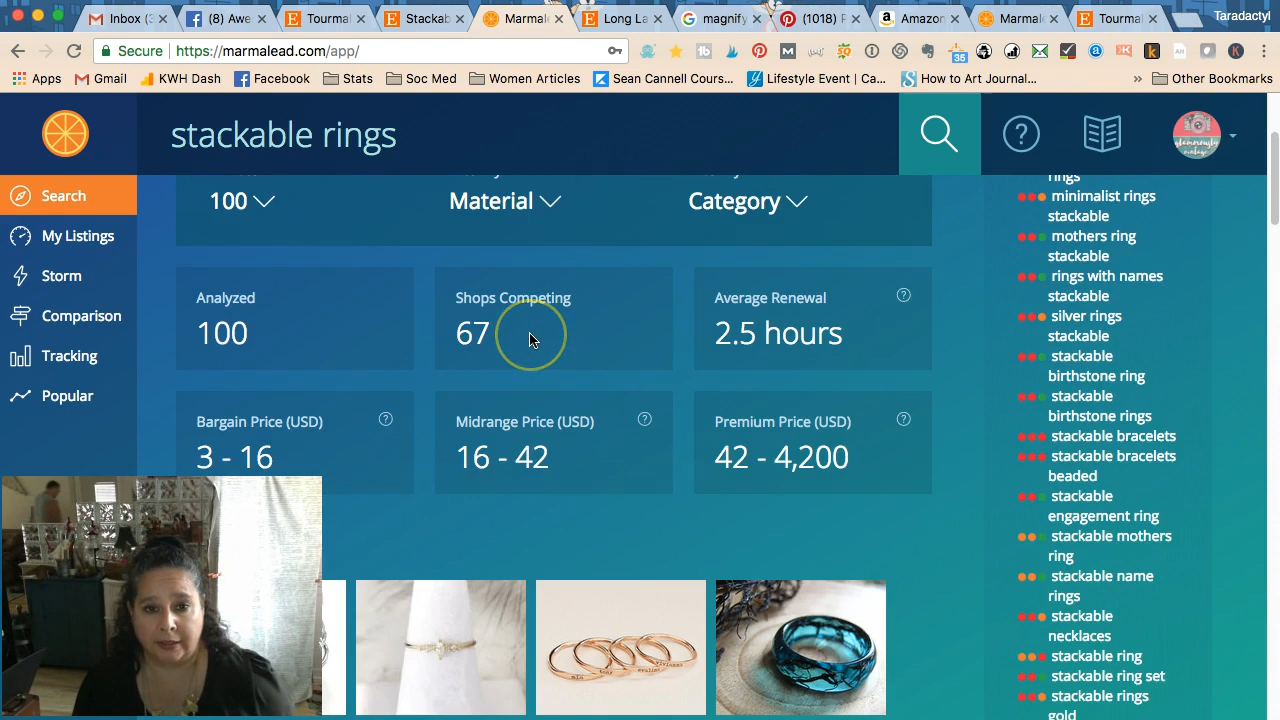 Inbox (3
(8) Awe
Tourmal
Stackab
Marmale
Long La
magnify
(1018) P
Amazon
Marmale
Tourmal
Taradactyl
Secure
https://marmalead.com/app/
35
Apps
Gmail
KWH Dash
Facebook
Stats
Soc Med
Women Articles
Sean Cannell Cours...
Lifestyle Event | Ca...
How to Art Journal...
»
Other Bookmarks
stackable rings
Search
My Listings
Storm
Comparison
Tracking
Popular
100
Material
Category
Analyzed
100
Shops Competing
67
Average Renewal
2.5 hours
Bargain Price (USD)
3 - 16
Midrange Price (USD)
16 - 42
Premium Price (USD)
42 - 4,200
rings
minimalist rings
stackable
mothers ring
stackable
rings with names
stackable
silver rings
stackable
stackable
birthstone ring
stackable
birthstone rings
stackable bracelets
stackable bracelets
beaded
stackable
engagement ring
stackable mothers
ring
stackable name
rings
stackable
necklaces
stackable ring
stackable ring set
stackable rings
gold